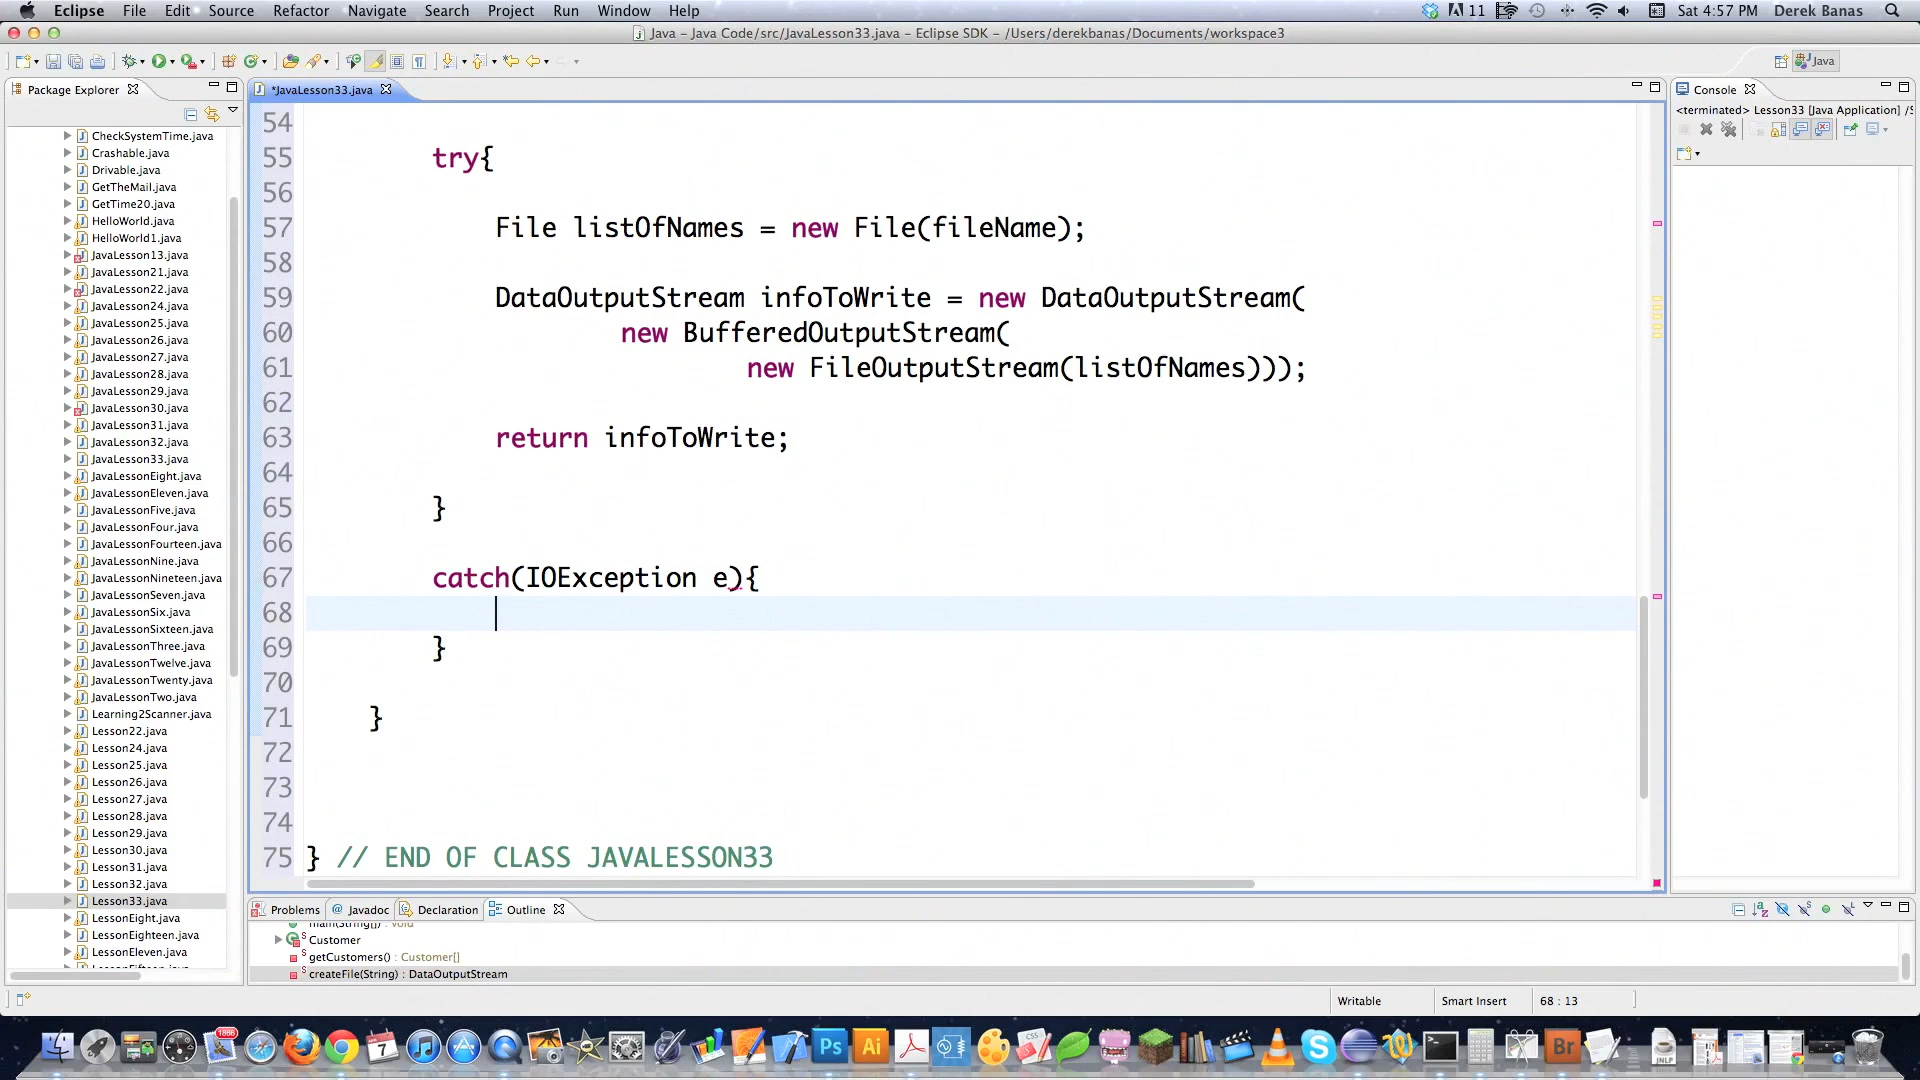 Eclipse File Edit Source Refactor Navigate Search Project Run Window Help
11 Sat 4:57 PM Derek Banas
Java – Java Code/src/JavaLesson33.java – Eclipse SDK – /Users/derekbanas/Documents/workspace3
Java
Package Explorer
CheckSystemTime.java
Crashable.java
Drivable.java
GetTheMail.java
GetTime20.java
HelloWorld.java
HelloWorld1.java
JavaLesson13.java
JavaLesson21.java
JavaLesson22.java
JavaLesson24.java
JavaLesson25.java
JavaLesson26.java
JavaLesson27.java
JavaLesson28.java
JavaLesson29.java
JavaLesson30.java
JavaLesson31.java
JavaLesson32.java
JavaLesson33.java
JavaLessonEight.java
JavaLessonEleven.java
JavaLessonFive.java
JavaLessonFour.java
JavaLessonFourteen.java
JavaLessonNine.java
JavaLessonNineteen.java
JavaLessonSeven.java
JavaLessonSix.java
JavaLessonSixteen.java
JavaLessonThree.java
JavaLessonTwelve.java
JavaLessonTwenty.java
JavaLessonTwo.java
Learning2Scanner.java
Lesson22.java
Lesson24.java
Lesson25.java
Lesson26.java
Lesson27.java
Lesson28.java
Lesson29.java
Lesson30.java
Lesson31.java
Lesson32.java
Lesson33.java
LessonEight.java
LessonEighteen.java
LessonEleven.java
*JavaLesson33.java
54
55 try{
56
57 File listOfNames = new File(fileName);
58
59 DataOutputStream infoToWrite = new DataOutputStream(
60 new BufferedOutputStream(
61 new FileOutputStream(listOfNames)));
62
63 return infoToWrite;
64
65 }
66
67 catch(IOException e){
68
69 }
70
71 }
72
73
74
75 } // END OF CLASS JAVALESSON33
Console
<terminated> Lesson33 [Java Application] /S
Problems Javadoc Declaration Outline
main(String[]) : void
Customer
getCustomers() : Customer[]
createFile(String) : DataOutputStream
Writable Smart Insert 68 : 13
1866
7
Ps Ai
Br
JNLP